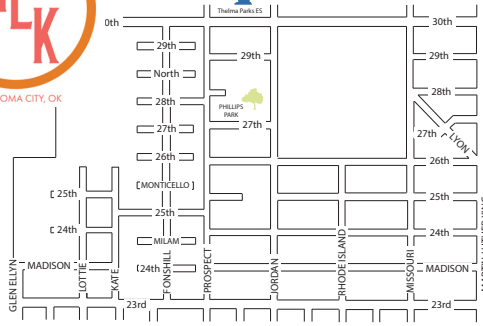 LK
OMA CITY, OK
Thelma Parks ES
0th
30th
29th
29th
29th
North
28th
28th
PHILLIPS
PARK
27th
27th
27th
LYON
26th
26th
MONTICELLO
25th
25th
25th
24th
24th
MILAM
24th
MADISON
MADISON
GLEN ELLYN
LOTTIE
KATE
FONSHILL
PROSPECT
JORDAN
RHODE ISLAND
MISSOURI
23rd
23rd